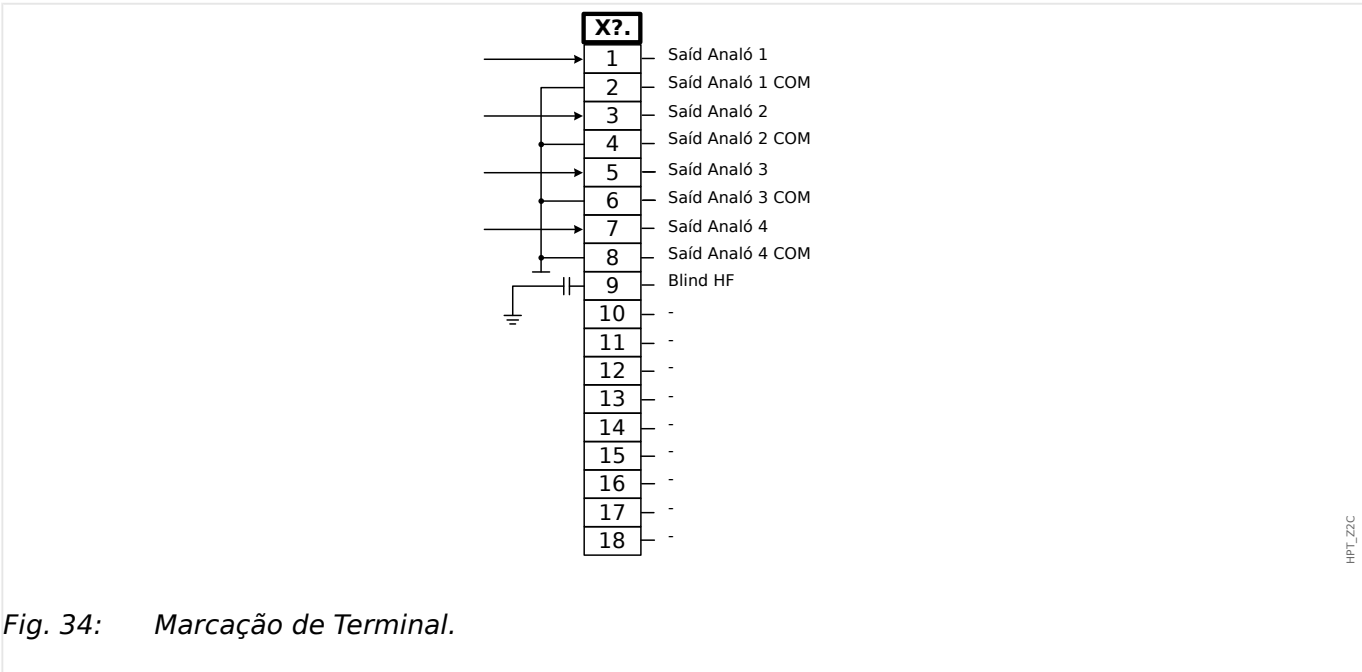 X?.
1 Saíd Analó 1
2 Saíd Analó 1 COM
3 Saíd Analó 2
4 Saíd Analó 2 COM
5 Saíd Analó 3
6 Saíd Analó 3 COM
7 Saíd Analó 4
8 Saíd Analó 4 COM
9 Blind HF
10 -
11 -
12 -
13 -
14 -
15 -
16 -
17 -
18 -
HPT_Z2C
Fig. 34: Marcação de Terminal.